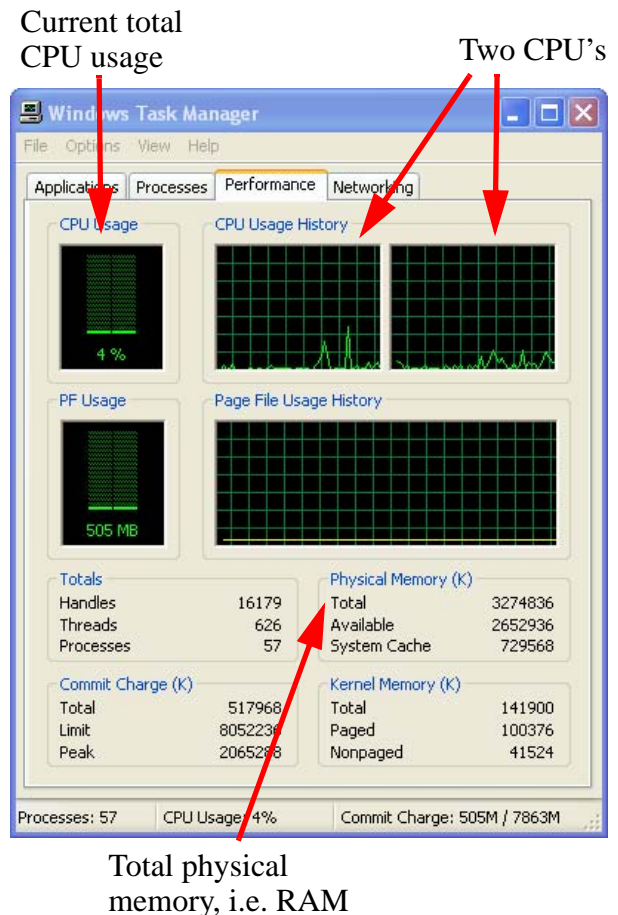 Current total
CPU usage
Two CPU's
Windows Task Manager
File Options View Help
Applications Processes Performance Networking
CPU Usage
CPU Usage History
4 %
PF Usage
Page File Usage History
505 MB
Totals
Handles 16179
Threads 626
Processes 57
Physical Memory (K)
Total 3274836
Available 2652936
System Cache 729568
Commit Charge (K)
Total 517968
Limit 8052236
Peak 2065288
Kernel Memory (K)
Total 141900
Paged 100376
Nonpaged 41524
Processes: 57 CPU Usage: 4% Commit Charge: 505M / 7863M
Total physical
memory, i.e. RAM